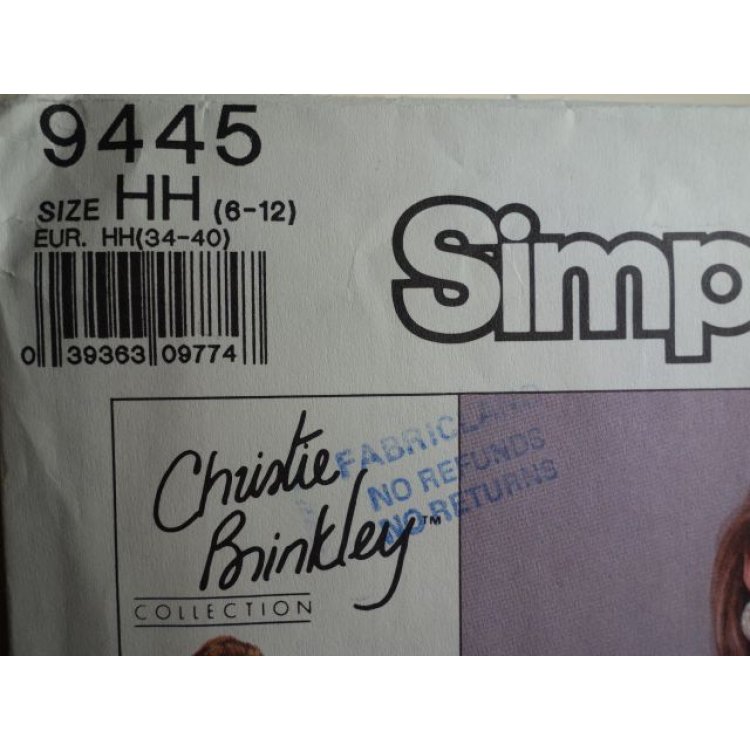 9445
SIZE HH (6-12)
EUR. HH(34-40)
0 39363 09774
Simp
Christie
Brinkley™
COLLECTION
FABRICLAND
NO REFUNDS
NO RETURNS